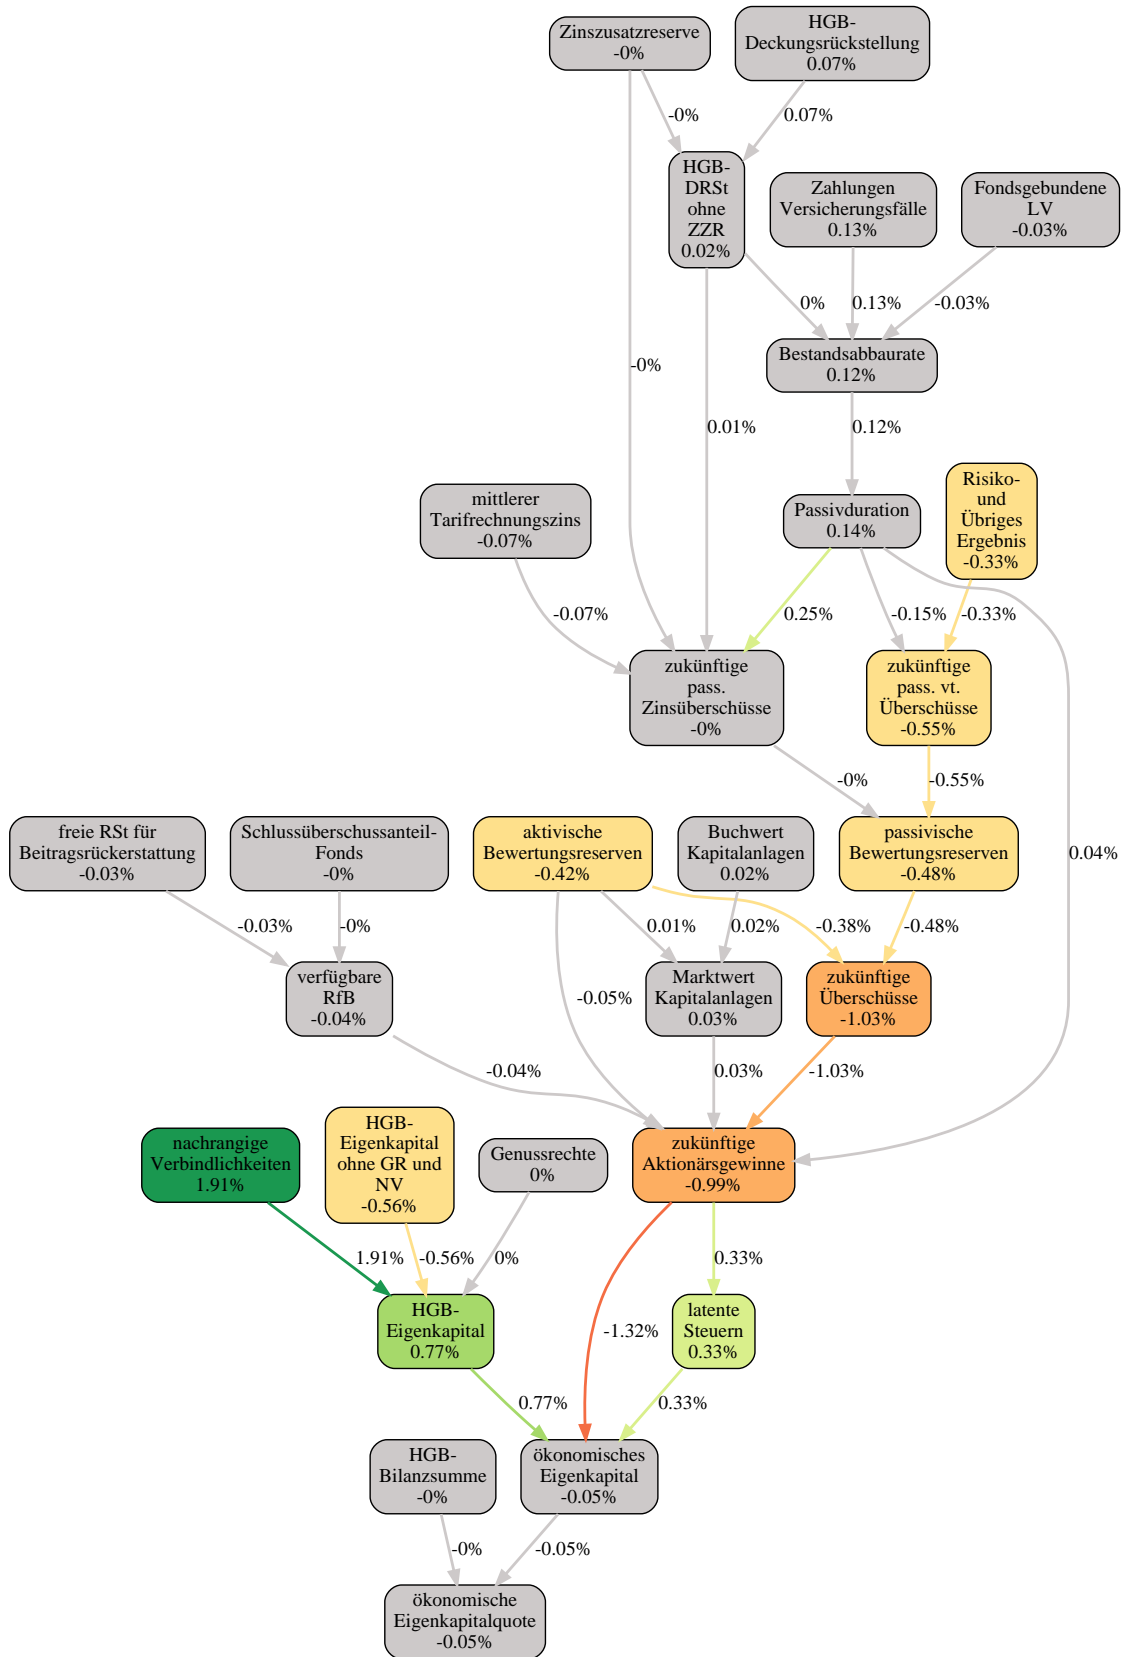 Zinszusatzreserve
-0%
HGB-
Deckungsrückstellung
0.07%
-0%
0.07%
HGB-
DRSt
ohne
ZZR
0.02%
Zahlungen
Versicherungsfälle
0.13%
Fondsgebundene
LV
-0.03%
0%
0.13%
-0.03%
Bestandsabbaurate
0.12%
-0%
0.01%
0.12%
mittlerer
Tarifrechnungszins
-0.07%
Passivduration
0.14%
Risiko-
und
Übriges
Ergebnis
-0.33%
-0.07%
0.25%
-0.15%
-0.33%
zukünftige
pass.
Zinsüberschüsse
-0%
zukünftige
pass. vt.
Überschüsse
-0.55%
-0%
-0.55%
freie RSt für
Beitragsrückerstattung
-0.03%
Schlussüberschussanteil-
Fonds
-0%
aktivische
Bewertungsreserven
-0.42%
Buchwert
Kapitalanlagen
0.02%
passivische
Bewertungsreserven
-0.48%
0.04%
-0.03%
-0%
0.01%
0.02%
-0.38%
-0.48%
verfügbare
RfB
-0.04%
-0.05%
Marktwert
Kapitalanlagen
0.03%
zukünftige
Überschüsse
-1.03%
-0.04%
0.03%
-1.03%
nachrangige
Verbindlichkeiten
1.91%
HGB-
Eigenkapital
ohne GR und
NV
-0.56%
Genussrechte
0%
zukünftige
Aktionärsgewinne
-0.99%
1.91%
-0.56%
0%
0.33%
HGB-
Eigenkapital
0.77%
-1.32%
latente
Steuern
0.33%
0.77%
0.33%
HGB-
Bilanzsumme
-0%
ökonomisches
Eigenkapital
-0.05%
-0%
-0.05%
ökonomische
Eigenkapitalquote
-0.05%